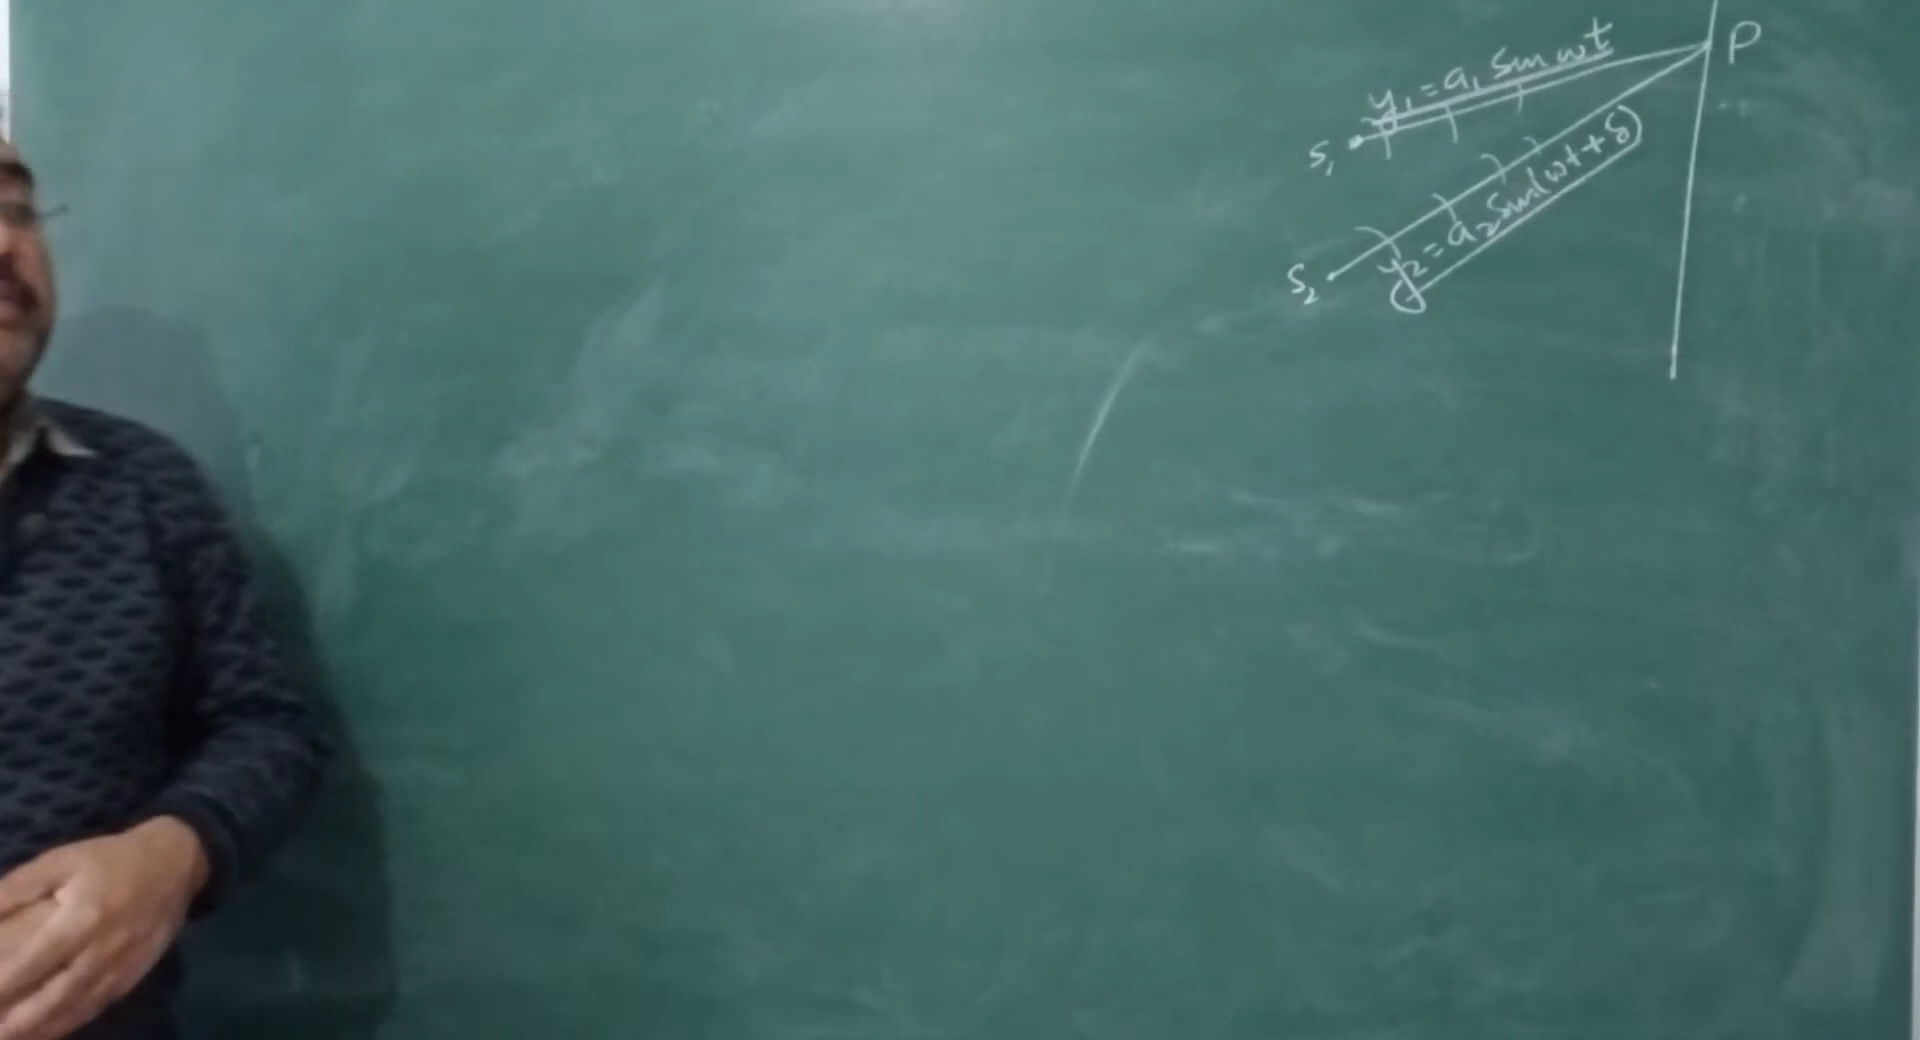 P
y₁ = a₁ sin ωt
S₁
y₂ = a₂ sin(ωt + δ)
S₂